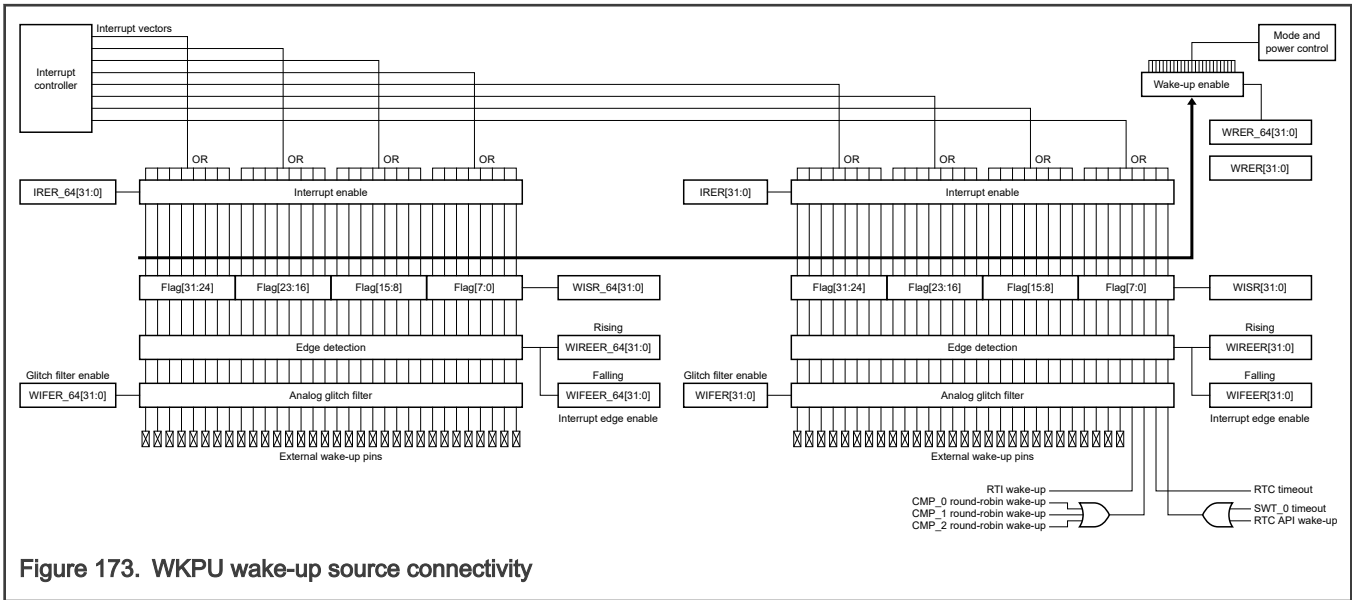 Interrupt vectors
Interrupt
controller
Mode and
power control
Wake-up enable
WRER_64[31:0]
WRER[31:0]
OR
OR
OR
OR
OR
OR
OR
OR
IRER_64[31:0]
Interrupt enable
IRER[31:0]
Interrupt enable
Flag[31:24]
Flag[23:16]
Flag[15:8]
Flag[7:0]
WISR_64[31:0]
Flag[31:24]
Flag[23:16]
Flag[15:8]
Flag[7:0]
WISR[31:0]
Rising
Rising
Edge detection
WIREER_64[31:0]
Edge detection
WIREER[31:0]
Glitch filter enable
Falling
Glitch filter enable
Falling
WIFER_64[31:0]
Analog glitch filter
WIFEER_64[31:0]
WIFER[31:0]
Analog glitch filter
WIFEER[31:0]
Interrupt edge enable
Interrupt edge enable
External wake-up pins
External wake-up pins
RTI wake-up
RTC timeout
CMP_0 round-robin wake-up
SWT_0 timeout
CMP_1 round-robin wake-up
RTC API wake-up
CMP_2 round-robin wake-up
Figure 173. WKPU wake-up source connectivity